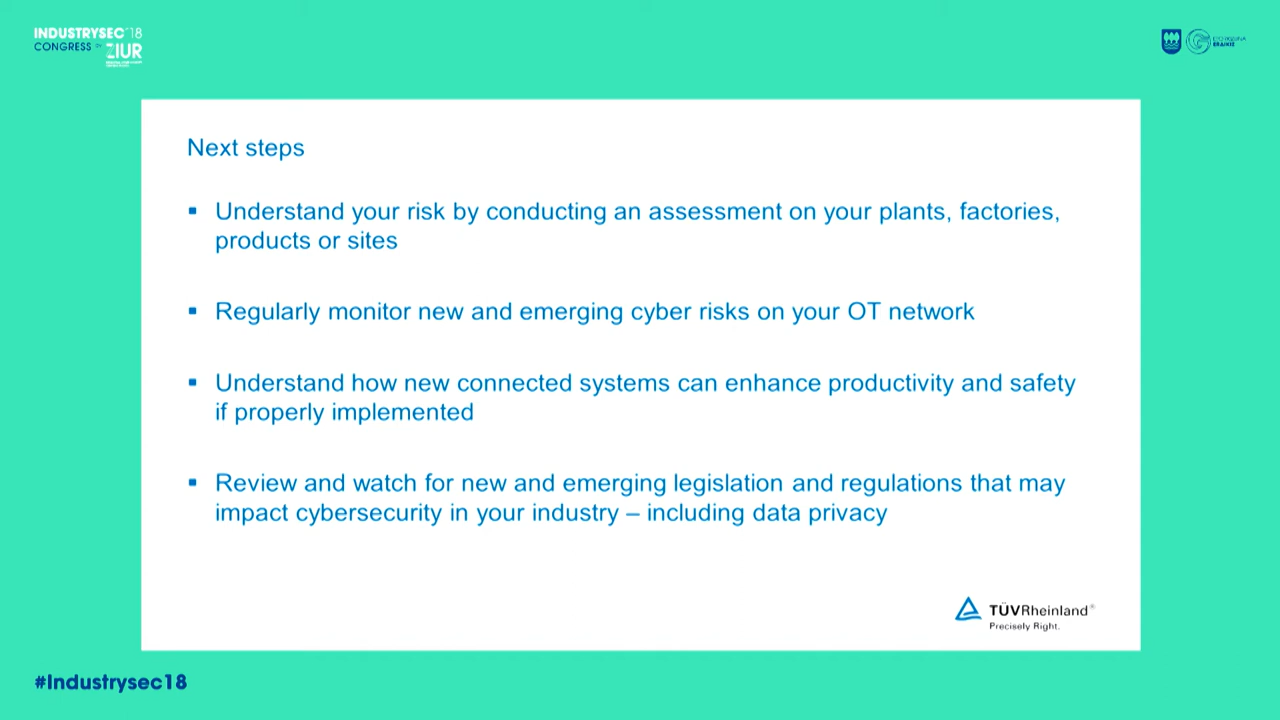 INDUSTRYSEC'18
CONGRESS BY ZIUR
Next steps
▪ Understand your risk by conducting an assessment on your plants, factories,
products or sites
▪ Regularly monitor new and emerging cyber risks on your OT network
▪ Understand how new connected systems can enhance productivity and safety
if properly implemented
▪ Review and watch for new and emerging legislation and regulations that may
impact cybersecurity in your industry – including data privacy
TÜVRheinland®
Precisely Right.
#Industrysec18